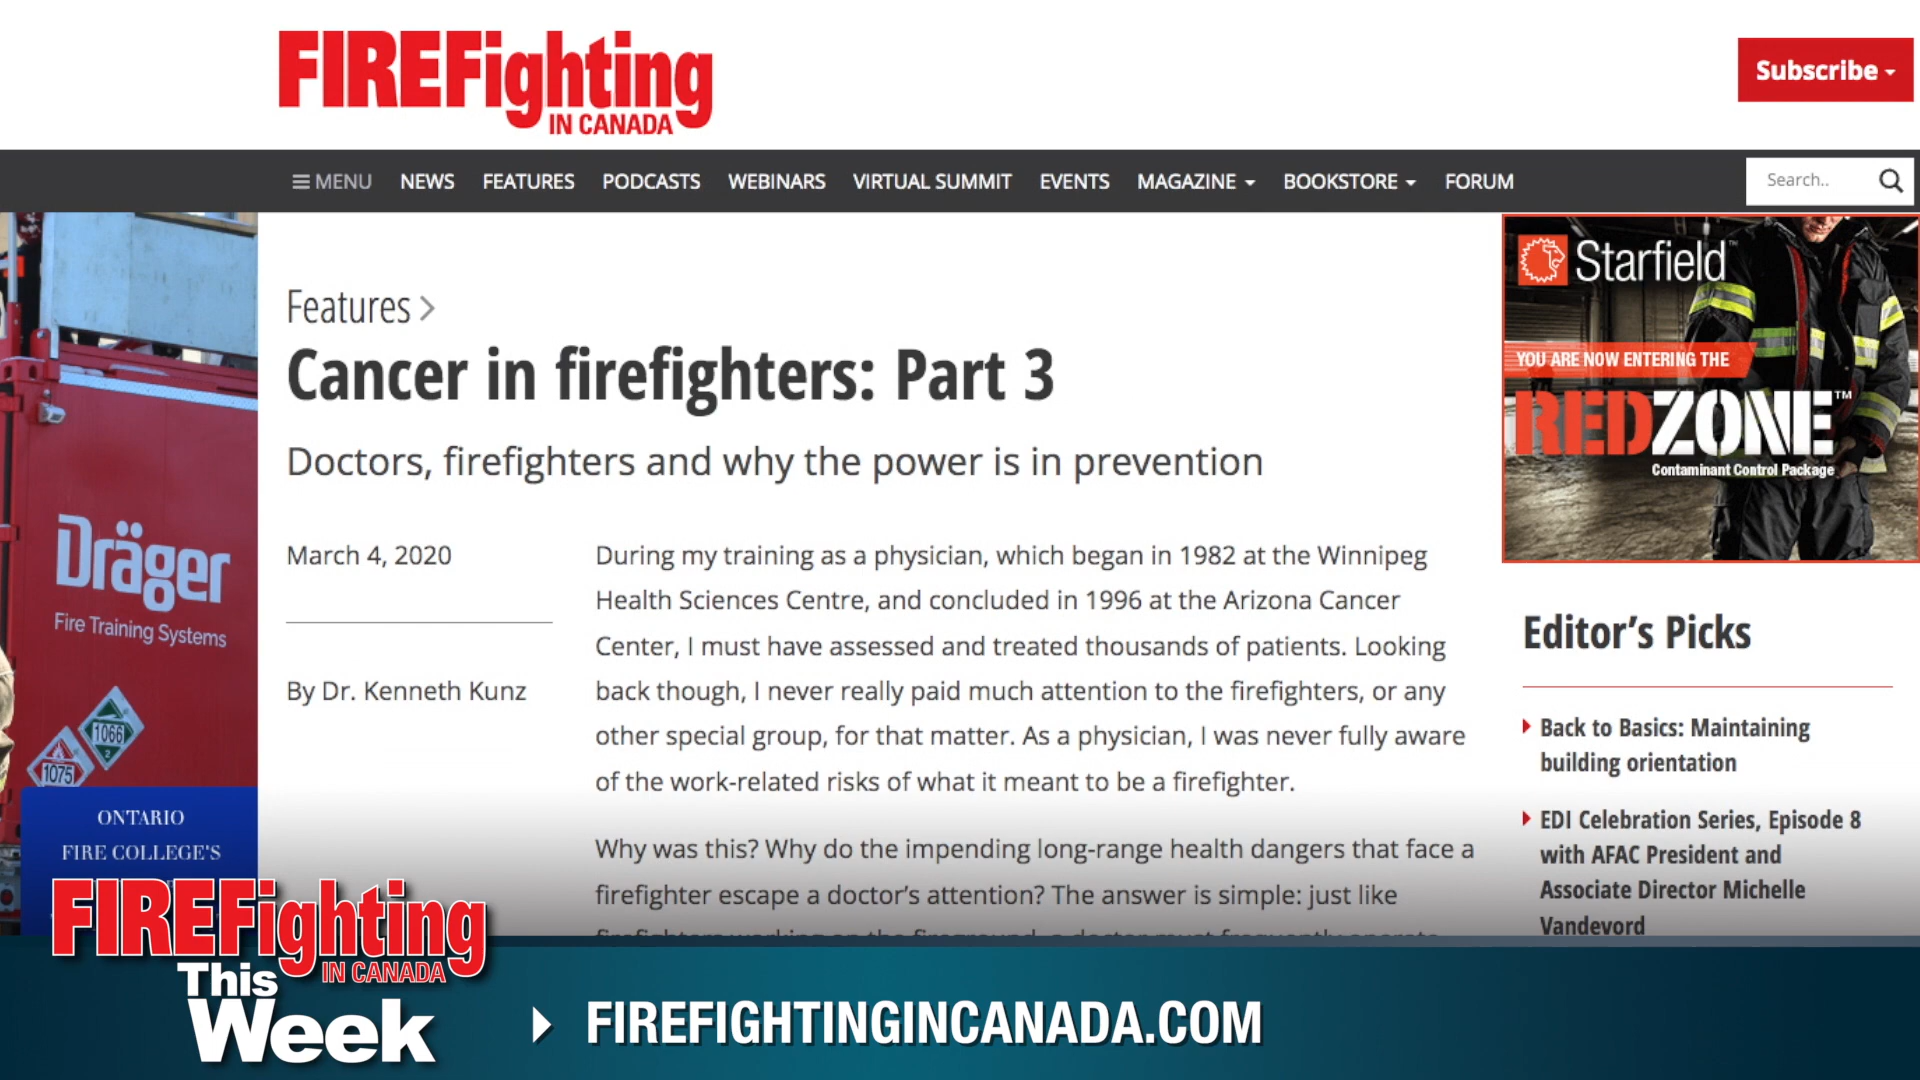 FIREFighting
IN CANADA
Subscribe
MENU NEWS FEATURES PODCASTS WEBINARS VIRTUAL SUMMIT EVENTS MAGAZINE BOOKSTORE FORUM
Search..
Features >
Cancer in firefighters: Part 3
Doctors, firefighters and why the power is in prevention
March 4, 2020
By Dr. Kenneth Kunz
During my training as a physician, which began in 1982 at the Winnipeg
Health Sciences Centre, and concluded in 1996 at the Arizona Cancer
Center, I must have assessed and treated thousands of patients. Looking
back though, I never really paid much attention to the firefighters, or any
other special group, for that matter. As a physician, I was never fully aware
of the work-related risks of what it meant to be a firefighter.
Why was this? Why do the impending long-range health dangers that face a
firefighter escape a doctor's attention? The answer is simple: just like
Starfield™
YOU ARE NOW ENTERING THE
REDZONE™
Contaminant Control Package
Editor's Picks
Back to Basics: Maintaining
building orientation
EDI Celebration Series, Episode 8
with AFAC President and
Associate Director Michelle
Vandevord
Dräger
Fire Training Systems
1066
2
1075
ONTARIO
FIRE COLLEGE'S
FIREFighting
IN CANADA
This
Week
FIREFIGHTINGINCANADA.COM